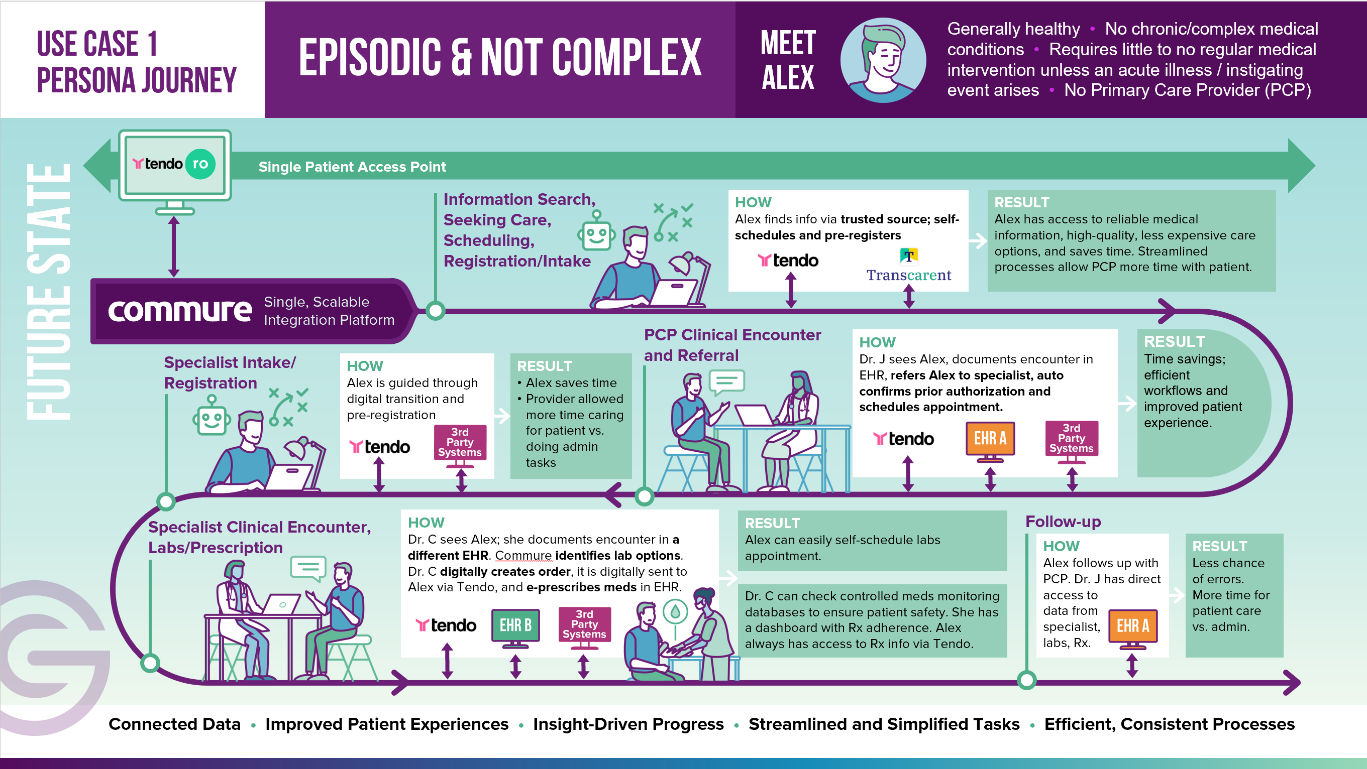 USE CASE 1
PERSONA JOURNEY
EPISODIC & NOT COMPLEX
MEET
ALEX
Generally healthy • No chronic/complex medical
conditions • Requires little to no regular medical
intervention unless an acute illness / instigating
event arises • No Primary Care Provider (PCP)
FUTURE STATE
tendo
ro
Single Patient Access Point
commure
Single, Scalable
Integration Platform
Information Search,
Seeking Care,
Scheduling,
Registration/Intake
HOW
Alex finds info via trusted source; self-
schedules and pre-registers
tendo
T
Transcarent
RESULT
Alex has access to reliable medical
information, high-quality, less expensive care
options, and saves time. Streamlined
processes allow PCP more time with patient.
PCP Clinical Encounter
and Referral
HOW
Dr. J sees Alex, documents encounter in
EHR, refers Alex to specialist, auto
confirms prior authorization and
schedules appointment.
tendo
EHR A
3rd
Party
Systems
RESULT
Time savings;
efficient
workflows and
improved patient
experience.
Specialist Intake/
Registration
HOW
Alex is guided through
digital transition and
pre-registration
tendo
3rd
Party
Systems
RESULT
• Alex saves time
• Provider allowed
more time caring
for patient vs.
doing admin
tasks
Specialist Clinical Encounter,
Labs/Prescription
HOW
Dr. C sees Alex; she documents encounter in a
different EHR. Commure identifies lab options.
Dr. C digitally creates order, it is digitally sent to
Alex via Tendo, and e-prescribes meds in EHR.
tendo
EHR B
3rd
Party
Systems
RESULT
Alex can easily self-schedule labs
appointment.
Dr. C can check controlled meds monitoring
databases to ensure patient safety. She has
a dashboard with Rx adherence. Alex
always has access to Rx info via Tendo.
Follow-up
HOW
Alex follows up with
PCP. Dr. J has direct
access to
data from
specialist,
labs, Rx.
EHR A
RESULT
Less chance
of errors.
More time for
patient care
vs. admin.
Connected Data • Improved Patient Experiences • Insight-Driven Progress • Streamlined and Simplified Tasks • Efficient, Consistent Processes